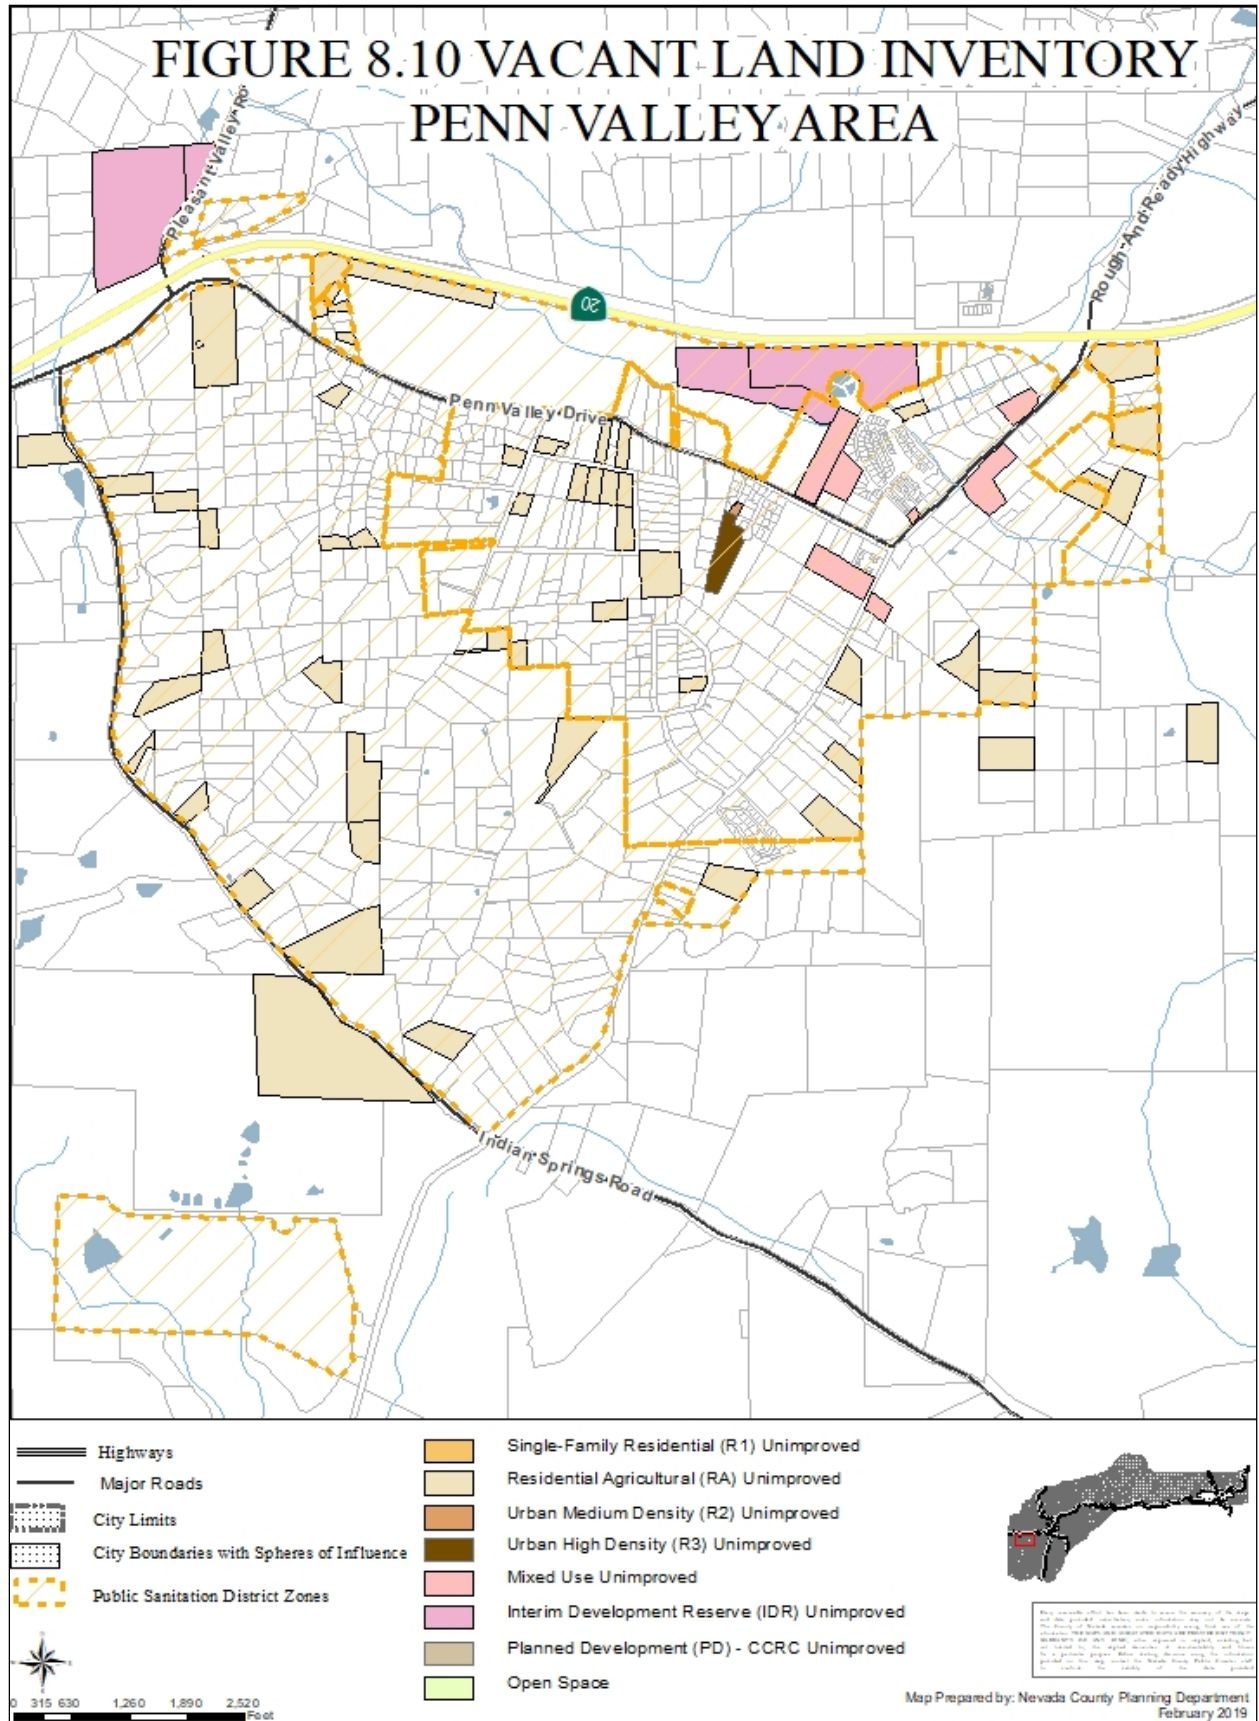 FIGURE 8.10 VACANT LAND INVENTORY
PENN VALLEY AREA
Pleasant Valley Ro
Rough And Ready Highway
20
Penn Valley Drive
Indian Springs Road
Highways
Major Roads
City Limits
City Boundaries with Spheres of Influence
Public Sanitation District Zones
0 315 630 1,260 1,890 2,520
Feet
Single-Family Residential (R1) Unimproved
Residential Agricultural (RA) Unimproved
Urban Medium Density (R2) Unimproved
Urban High Density (R3) Unimproved
Mixed Use Unimproved
Interim Development Reserve (IDR) Unimproved
Planned Development (PD) - CCRC Unimproved
Open Space
Map Prepared by: Nevada County Planning Department
February 2019